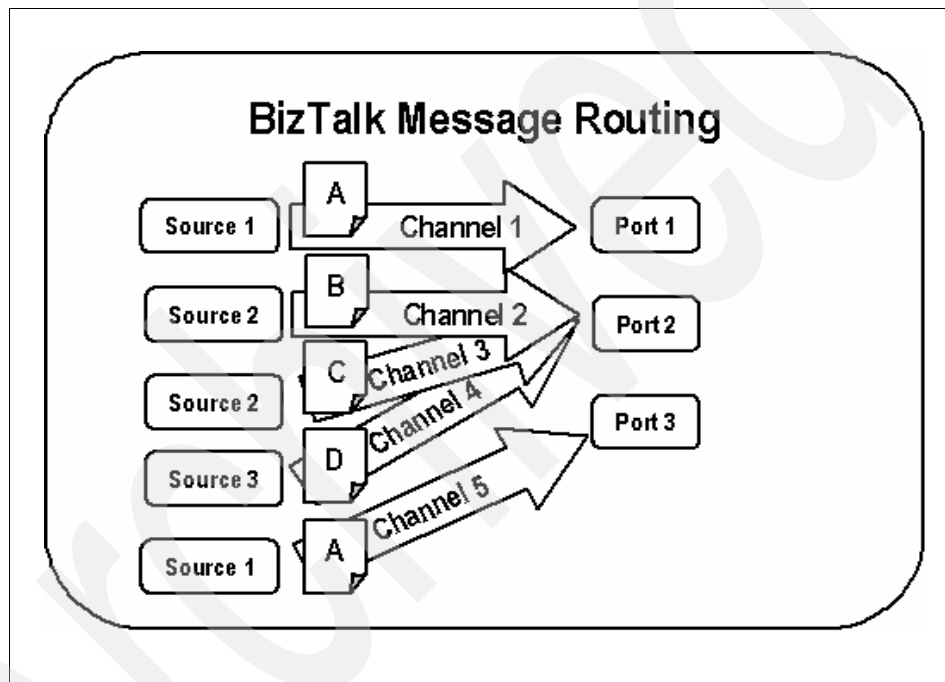 BizTalk Message Routing
Source 1
A
Channel 1
Port 1
Source 2
B
Channel 2
Port 2
Source 2
C
Channel 3
Source 3
D
Channel 4
Port 3
Source 1
A
Channel 5